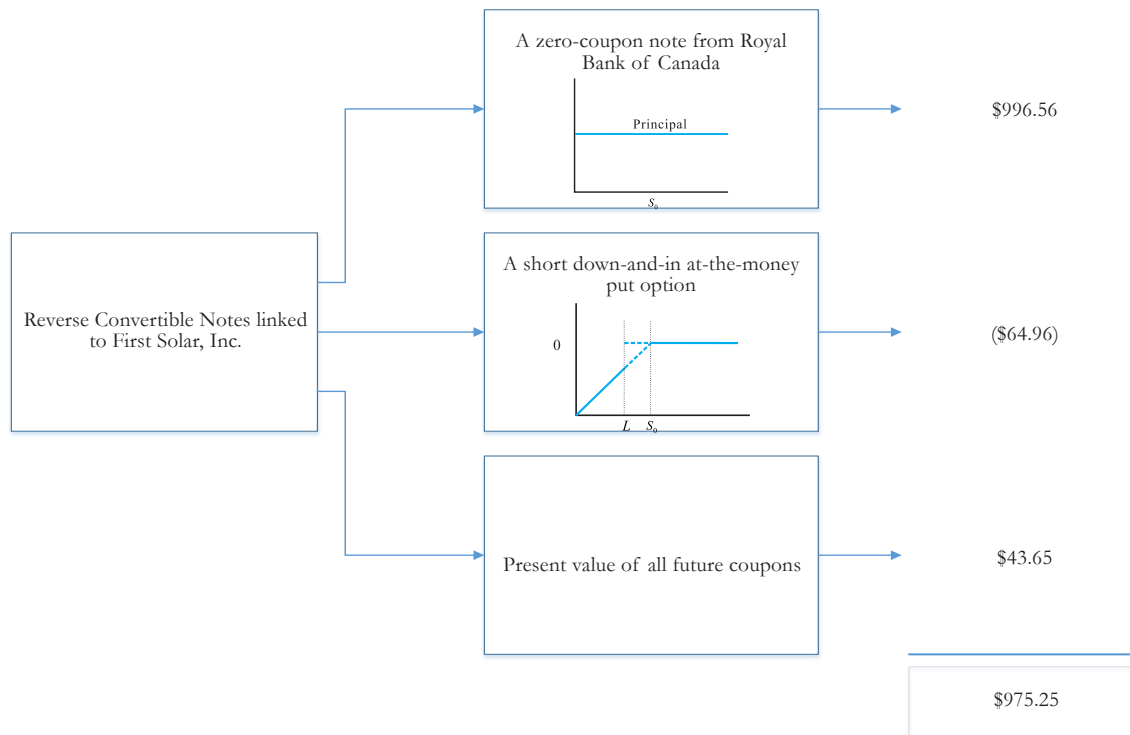 A zero-coupon note from Royal
Bank of Canada
Principal
S₀
$996.56
Reverse Convertible Notes linked
to First Solar, Inc.
A short down-and-in at-the-money
put option
0
L S₀
($64.96)
Present value of all future coupons
$43.65
$975.25